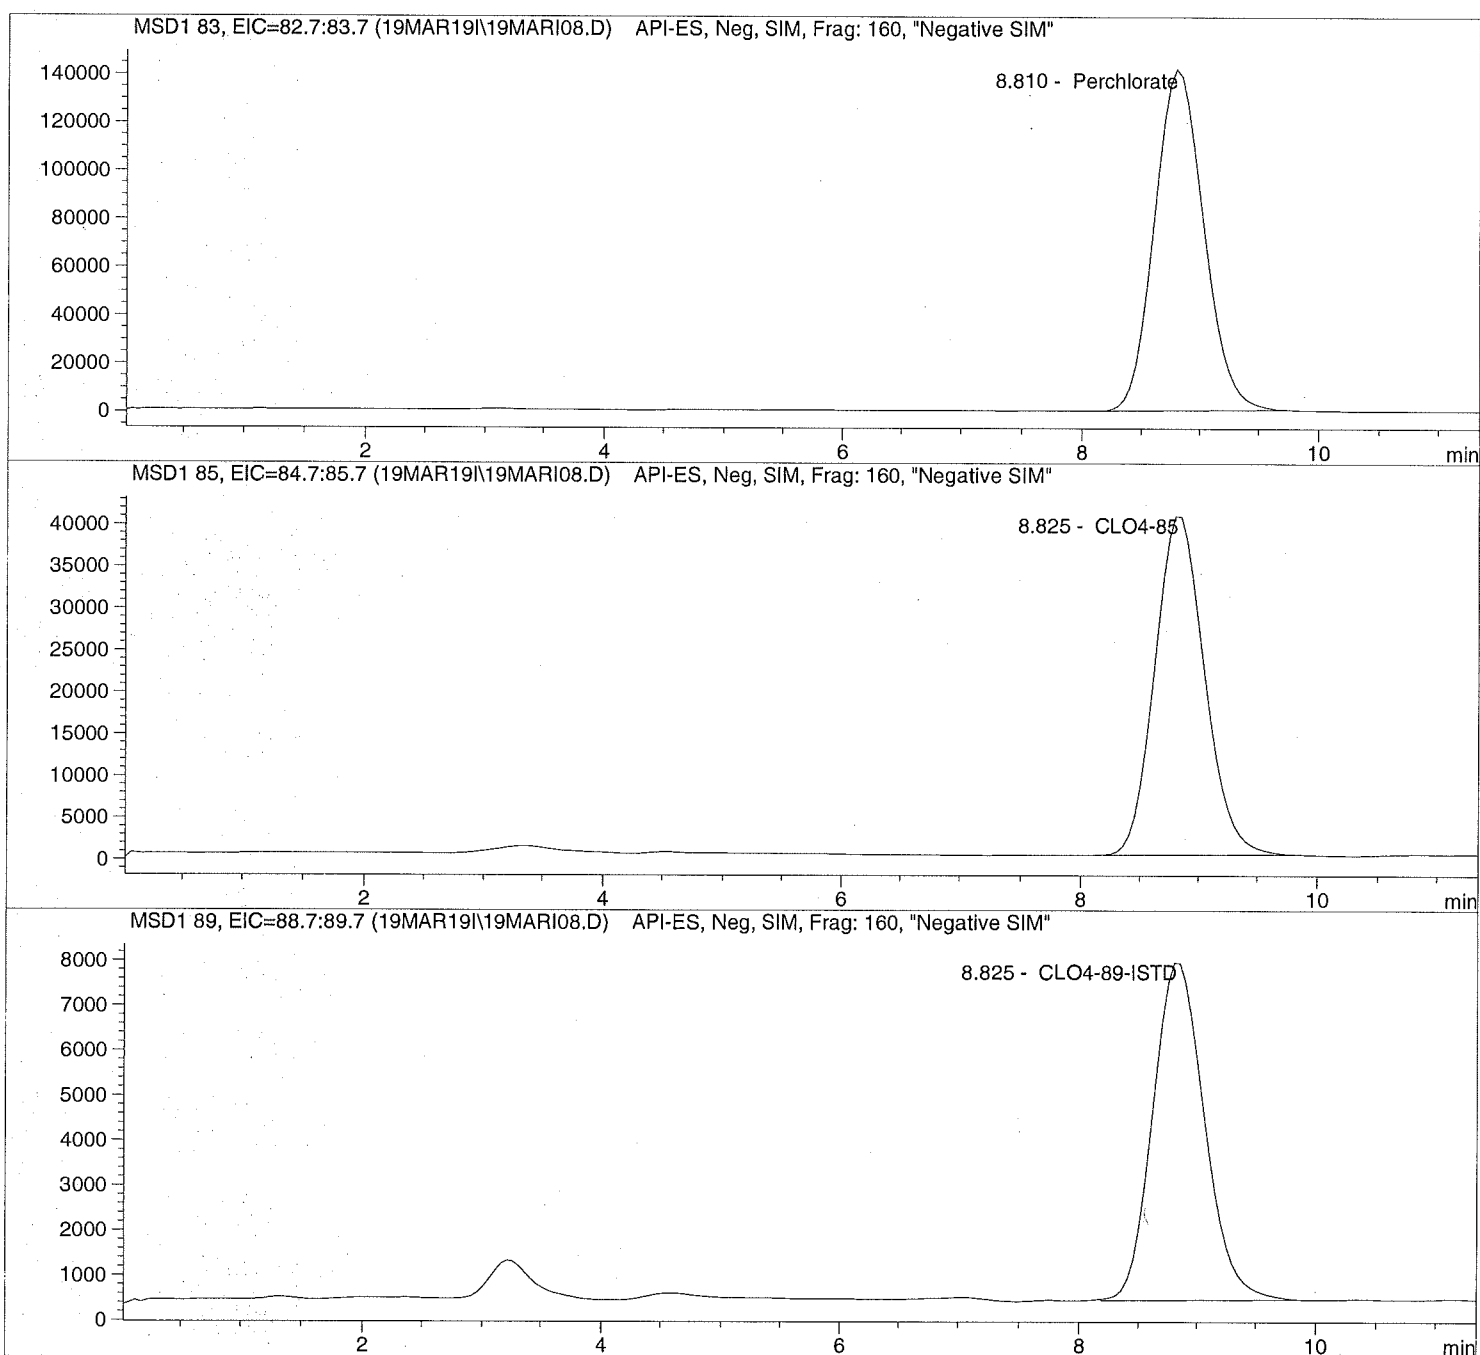 MSD1 83, EIC=82.7:83.7 (19MAR19I\19MARI08.D) API-ES, Neg, SIM, Frag: 160, "Negative SIM"
140000
8.810 - Perchlorate
120000
100000
80000
60000
40000
20000
0
2 4 6 8 10 min
MSD1 85, EIC=84.7:85.7 (19MAR19I\19MARI08.D) API-ES, Neg, SIM, Frag: 160, "Negative SIM"
40000
8.825 - CLO4-85
35000
30000
25000
20000
15000
10000
5000
0
2 4 6 8 10 min
MSD1 89, EIC=88.7:89.7 (19MAR19I\19MARI08.D) API-ES, Neg, SIM, Frag: 160, "Negative SIM"
8000
8.825 - CLO4-89-ISTD
7000
6000
5000
4000
3000
2000
1000
0
2 4 6 8 10 min